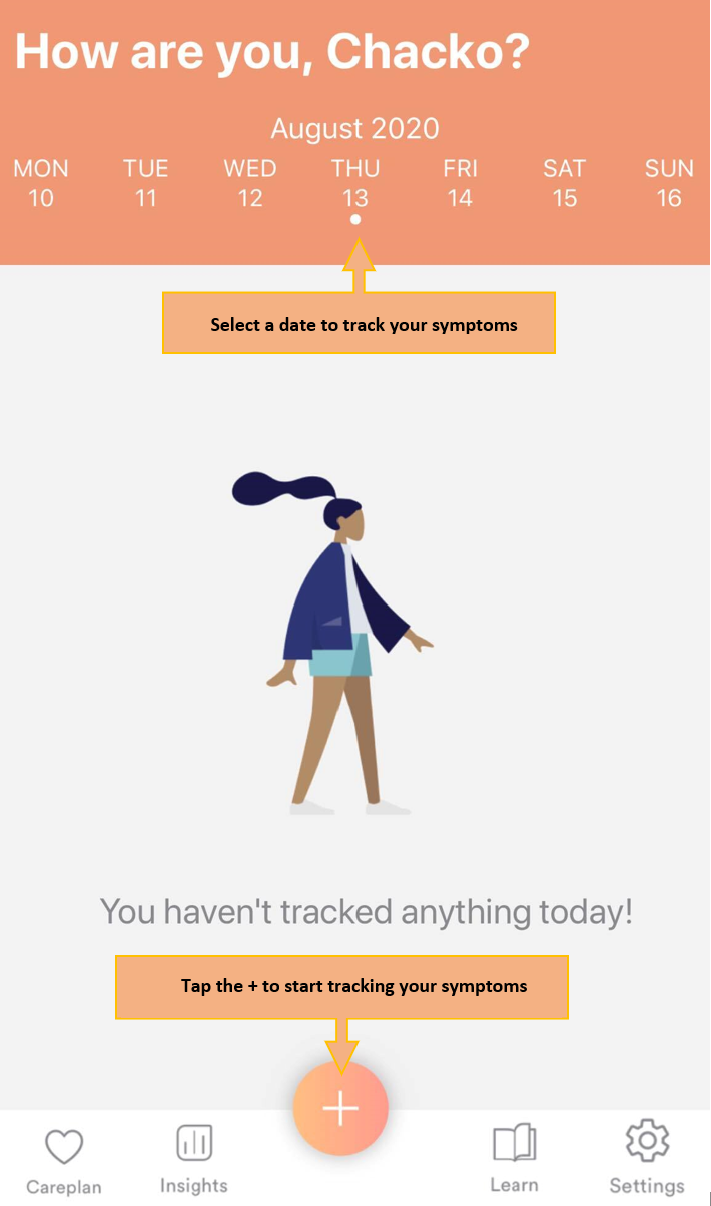 How are you, Chacko?
August 2020
MON TUE WED THU FRI SAT SUN
10 11 12 13 14 15 16
Select a date to track your symptoms
You haven't tracked anything today!
Tap the + to start tracking your symptoms
Careplan Insights Learn Settings